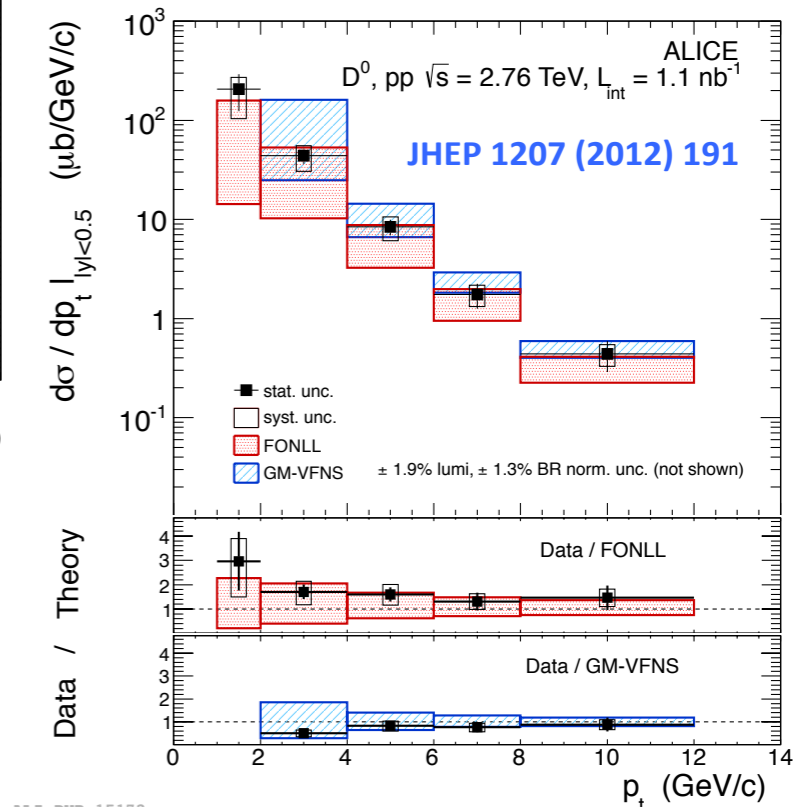 ALICE
D⁰, pp √s = 2.76 TeV, L_int = 1.1 nb⁻¹
JHEP 1207 (2012) 191
dσ / dp_t |_|y|<0.5 (μb/GeV/c)
10³
10²
10
1
10⁻¹
stat. unc.
syst. unc.
FONLL
GM-VFNS
± 1.9% lumi, ± 1.3% BR norm. unc. (not shown)
Data / Theory
4
3
2
1
Data / FONLL
4
3
2
1
Data / GM-VFNS
0 2 4 6 8 10 12 14
p_t (GeV/c)